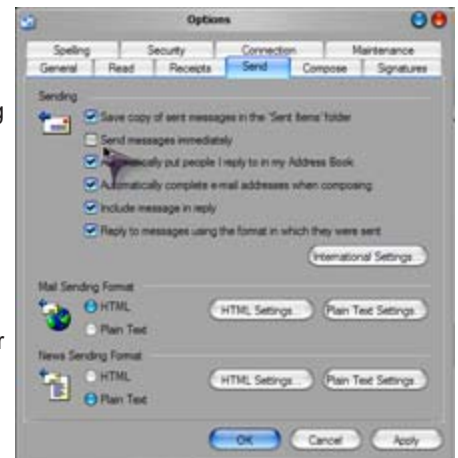 Options
Spelling Security Connection Maintenance
General Read Receipts Send Compose Signatures
Sending
Save copy of sent messages in the 'Sent Items' folder
Send messages immediately
Automatically put people I reply to in my Address Book
Automatically complete e-mail addresses when composing
Include message in reply
Reply to messages using the format in which they were sent
International Settings...
Mail Sending Format
HTML
HTML Settings... Plain Text Settings...
Plain Text
News Sending Format
HTML
HTML Settings... Plain Text Settings...
Plain Text
OK Cancel Apply